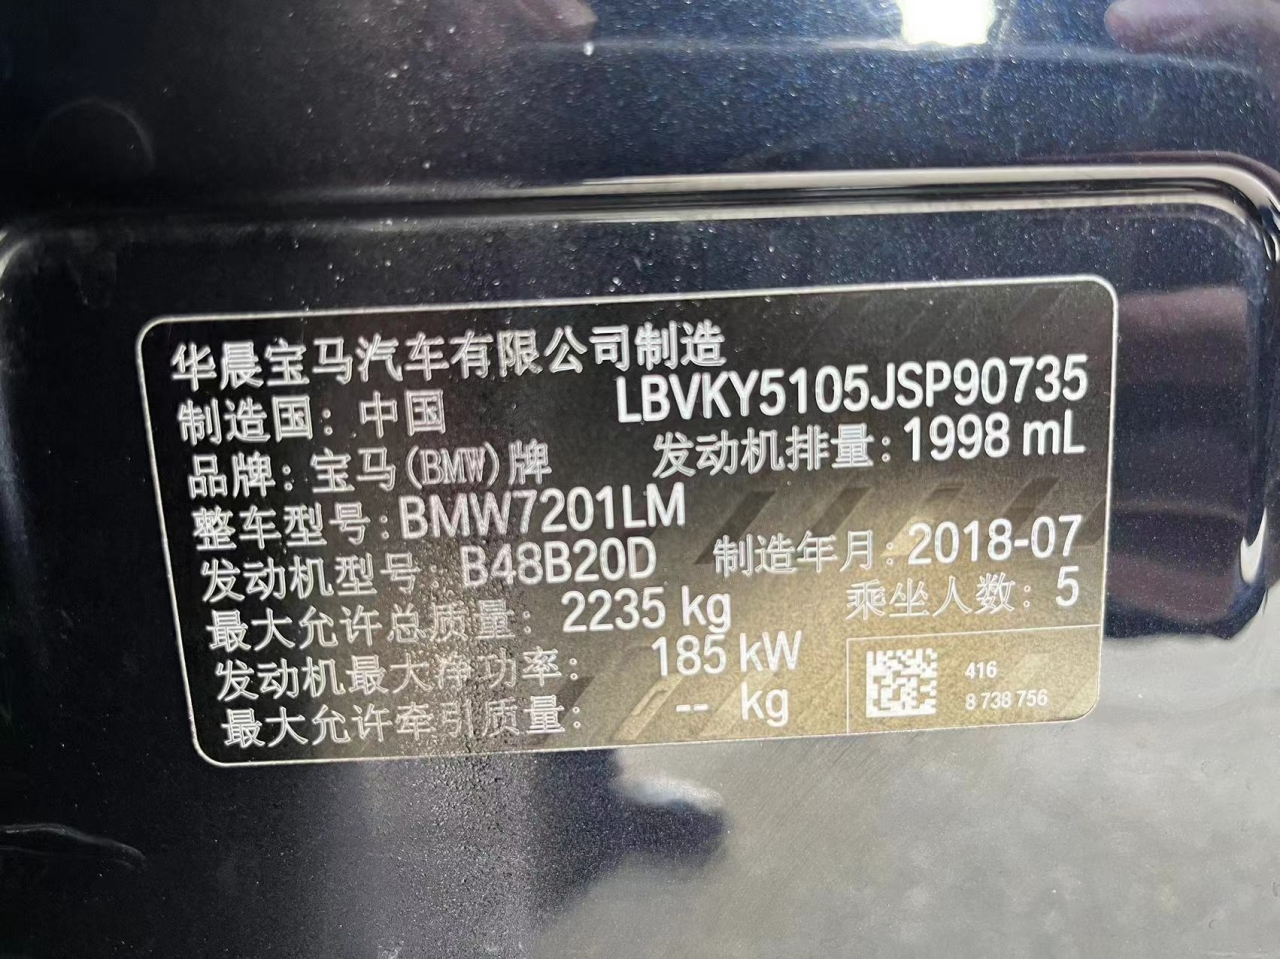 华晨宝马汽车有限公司制造
制造国：中国 LBVKY5105JSP90735
品牌：宝马(BMW)牌 发动机排量：1998 mL
整车型号：BMW7201LM
发动机型号：B48B20D 制造年月：2018-07
最大允许总质量：2235 kg 乘坐人数：5
发动机最大净功率：185 kW
最大允许牵引质量：-- kg
416
8 738 756